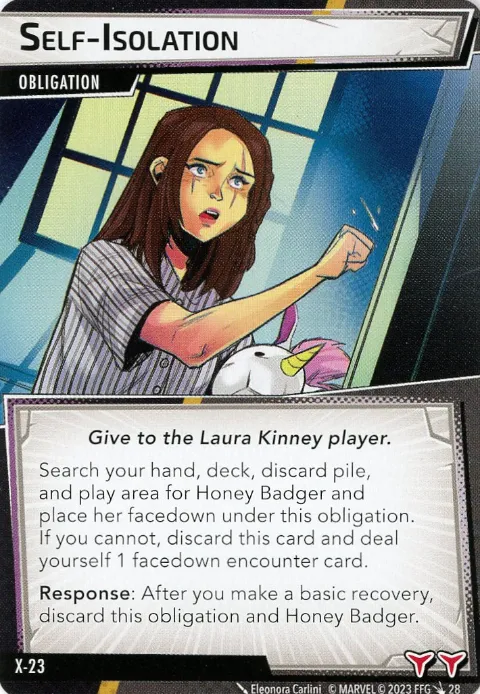 SELF-ISOLATION
OBLIGATION
Give to the Laura Kinney player.
Search your hand, deck, discard pile,
and play area for Honey Badger and
place her facedown under this obligation.
If you cannot, discard this card and deal
yourself 1 facedown encounter card.
Response: After you make a basic recovery,
discard this obligation and Honey Badger.
X-23
Eleonora Carlini © MARVEL © 2023 FFG 28